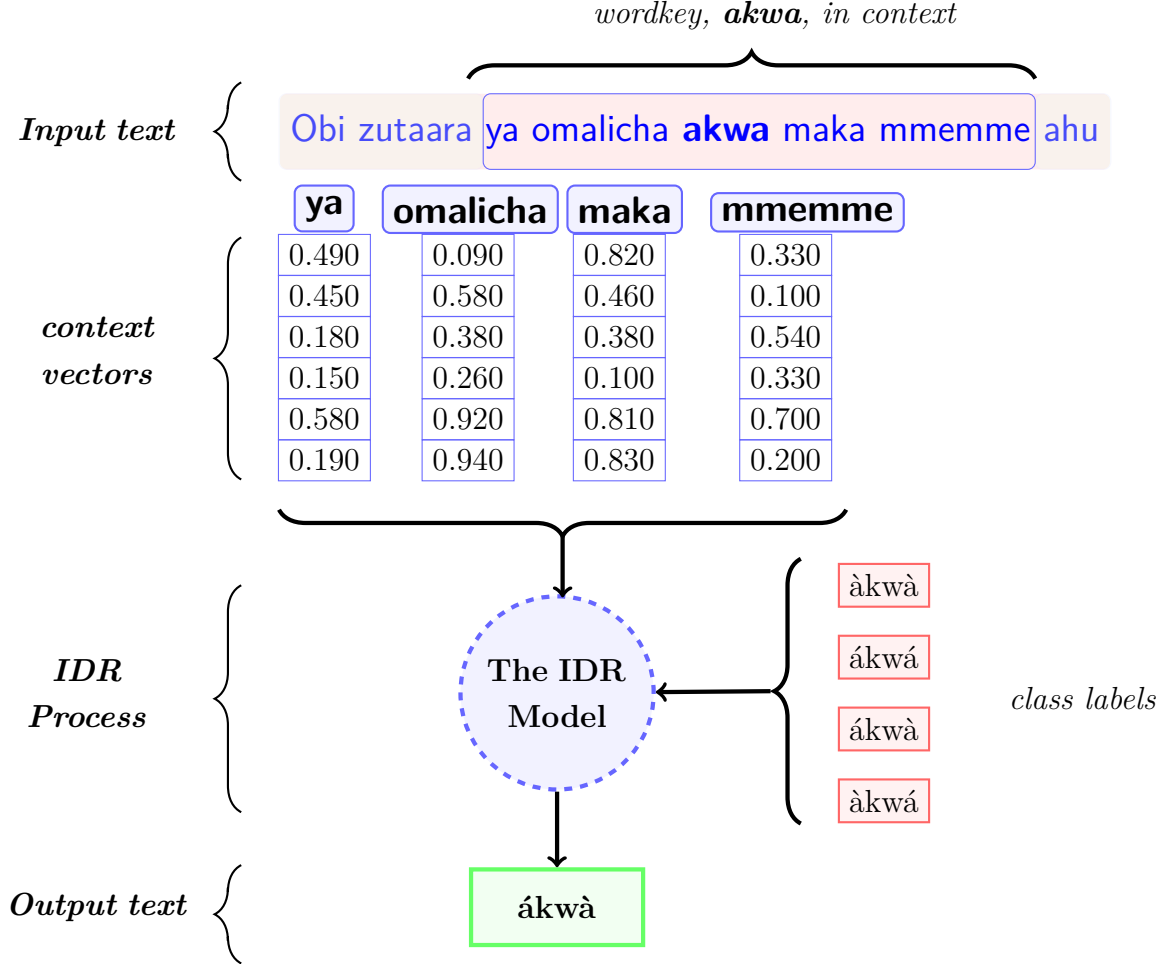 wordkey, akwa, in context
Input text
Obi zutaara ya omalicha akwa maka mmemme ahu
ya omalicha maka mmemme
context
vectors
0.490 0.090 0.820 0.330
0.450 0.580 0.460 0.100
0.180 0.380 0.380 0.540
0.150 0.260 0.100 0.330
0.580 0.920 0.810 0.700
0.190 0.940 0.830 0.200
IDR
Process
The IDR
Model
àkwà
ákwá
ákwà
àkwá
class labels
Output text
ákwà